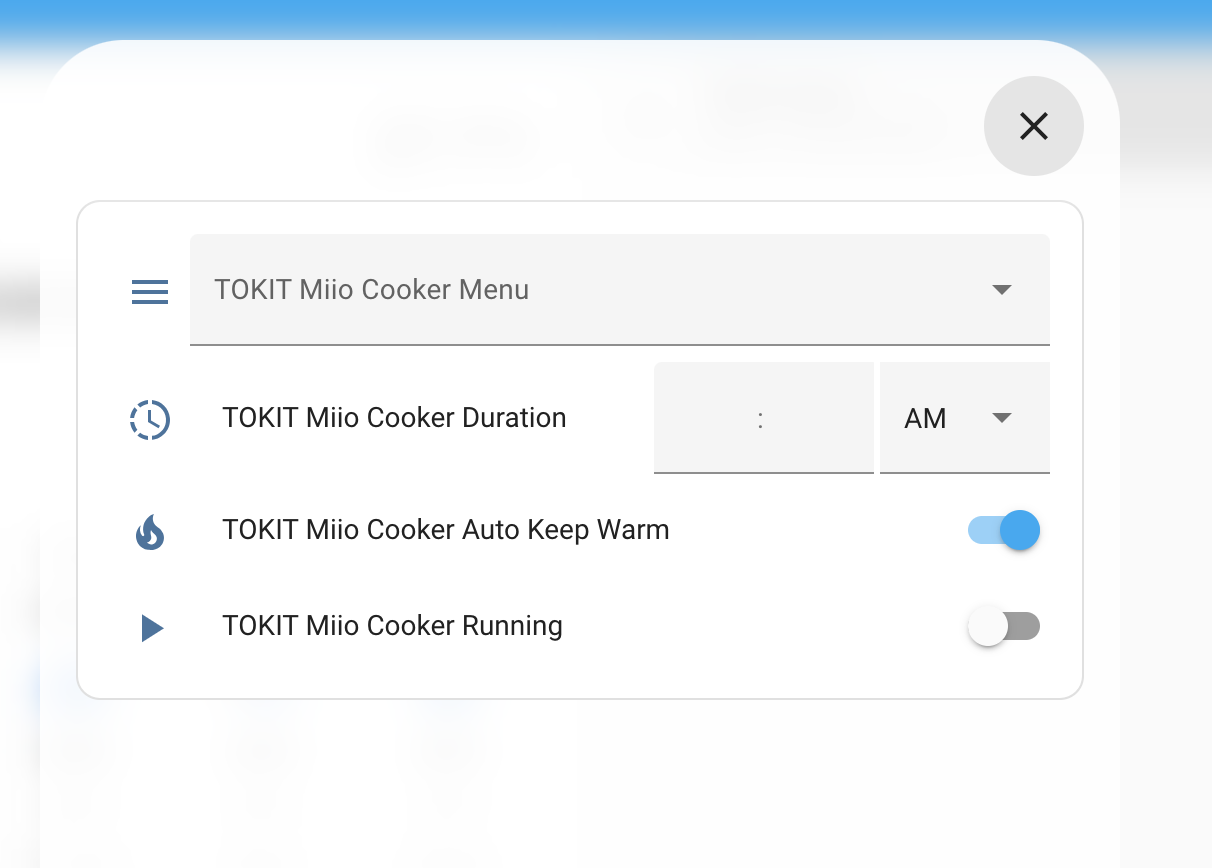 TOKIT Miio Cooker Menu
TOKIT Miio Cooker Duration : AM
TOKIT Miio Cooker Auto Keep Warm
TOKIT Miio Cooker Running